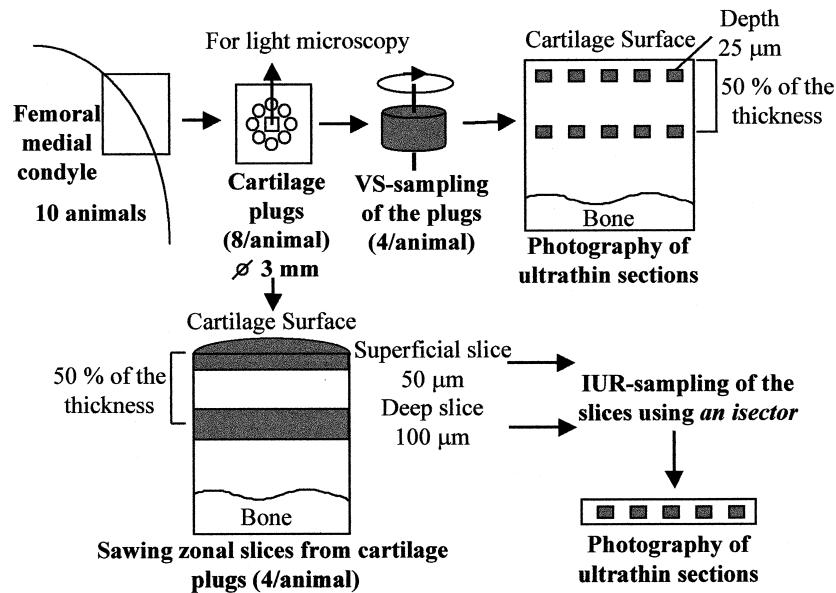 For light microscopy
Femoral
medial
condyle
10 animals
Cartilage
plugs
(8/animal)
⌀ 3 mm
VS-sampling
of the plugs
(4/animal)
Depth
25 µm
Cartilage Surface
50 % of the
thickness
Bone
Photography of
ultrathin sections
Cartilage Surface
50 % of the
thickness
Superficial slice
50 µm
Deep slice
100 µm
Bone
Sawing zonal slices from cartilage
plugs (4/animal)
IUR-sampling of the
slices using an isector
Photography of
ultrathin sections